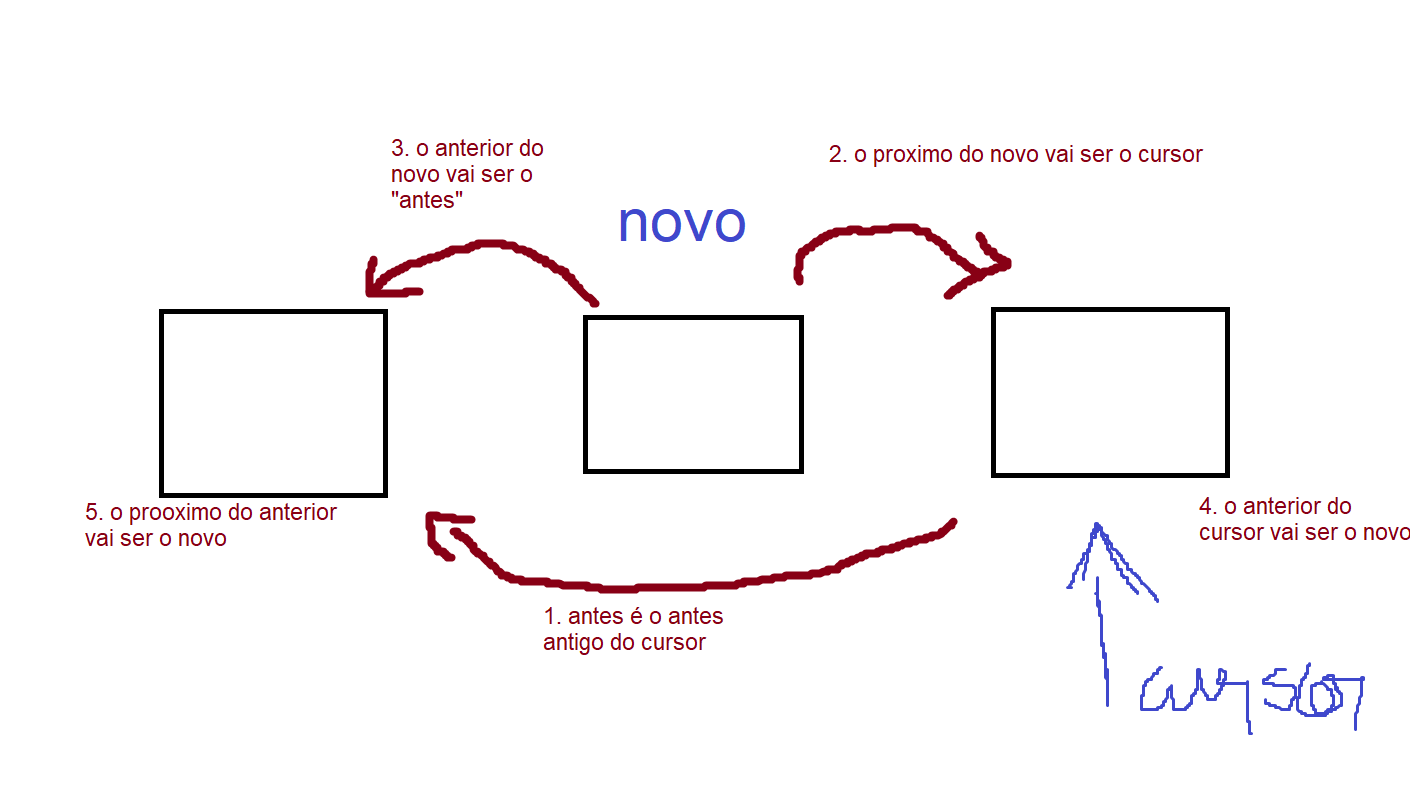 3. o anterior do
novo vai ser o
"antes"
2. o proximo do novo vai ser o cursor
novo
5. o prooximo do anterior
vai ser o novo
4. o anterior do
cursor vai ser o novo
1. antes é o antes
antigo do cursor
cursor